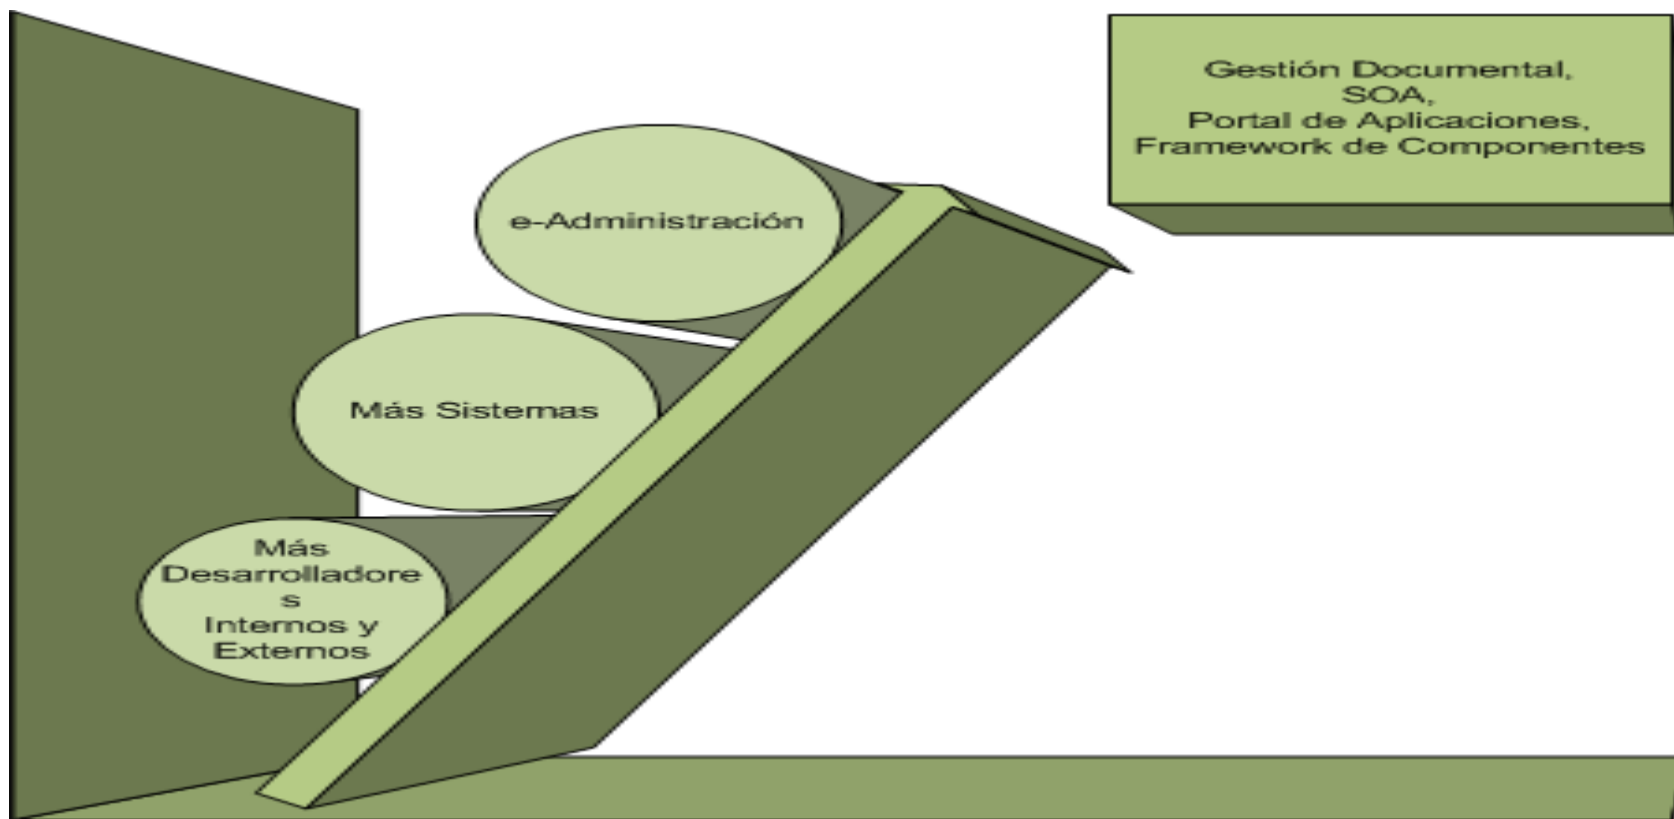 Gestión Documental,
SOA,
Portal de Aplicaciones,
Framework de Componentes
e-Administración
Más Sistemas
Más
Desarrolladore
s
Internos y
Externos